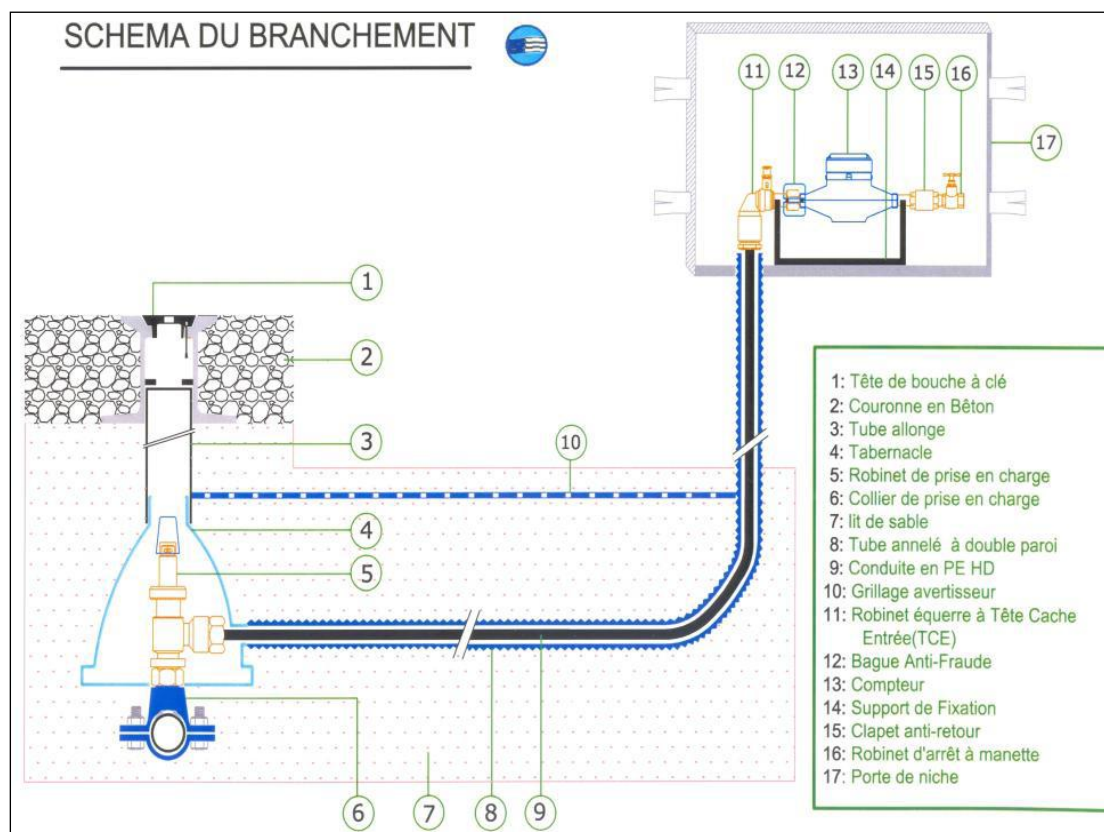 SCHEMA DU BRANCHEMENT
11 12 13 14 15 16
17
1
2
3
10
4
5
6 7 8 9
1: Tête de bouche à clé
2: Couronne en Bêton
3: Tube allonge
4: Tabernacle
5: Robinet de prise en charge
6: Collier de prise en charge
7: lit de sable
8: Tube annelé à double paroi
9: Conduite en PE HD
10: Grillage avertisseur
11: Robinet équerre à Tête Cache
Entrée(TCE)
12: Bague Anti-Fraude
13: Compteur
14: Support de Fixation
15: Clapet anti-retour
16: Robinet d'arrêt à manette
17: Porte de niche